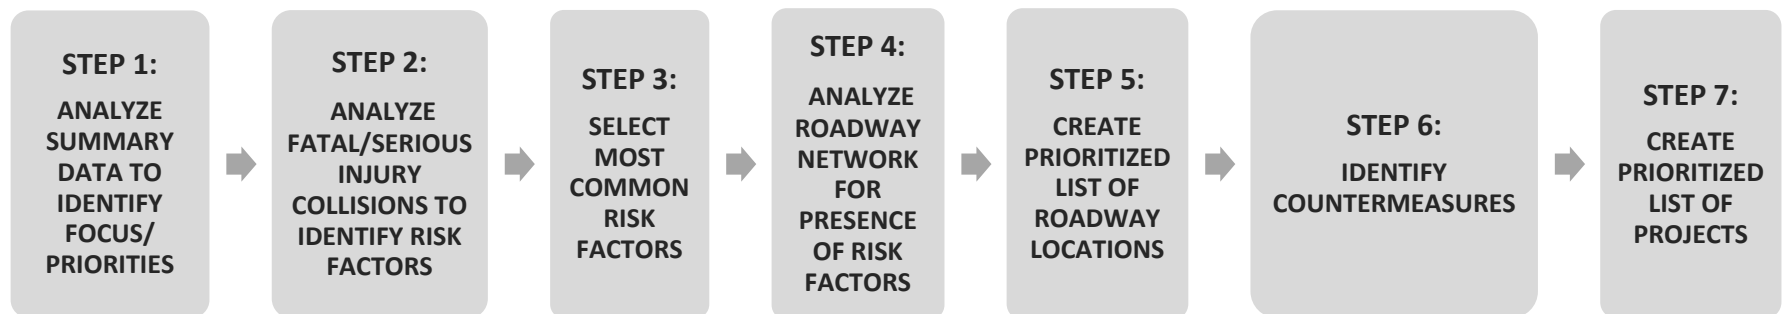 STEP 1:
ANALYZE
SUMMARY
DATA TO
IDENTIFY
FOCUS/
PRIORITIES
STEP 2:
ANALYZE
FATAL/SERIOUS
INJURY
COLLISIONS TO
IDENTIFY RISK
FACTORS
STEP 3:
SELECT
MOST
COMMON
RISK
FACTORS
STEP 4:
ANALYZE
ROADWAY
NETWORK
FOR
PRESENCE
OF RISK
FACTORS
STEP 5:
CREATE
PRIORITIZED
LIST OF
ROADWAY
LOCATIONS
STEP 6:
IDENTIFY
COUNTERMEASURES
STEP 7:
CREATE
PRIORITIZED
LIST OF
PROJECTS